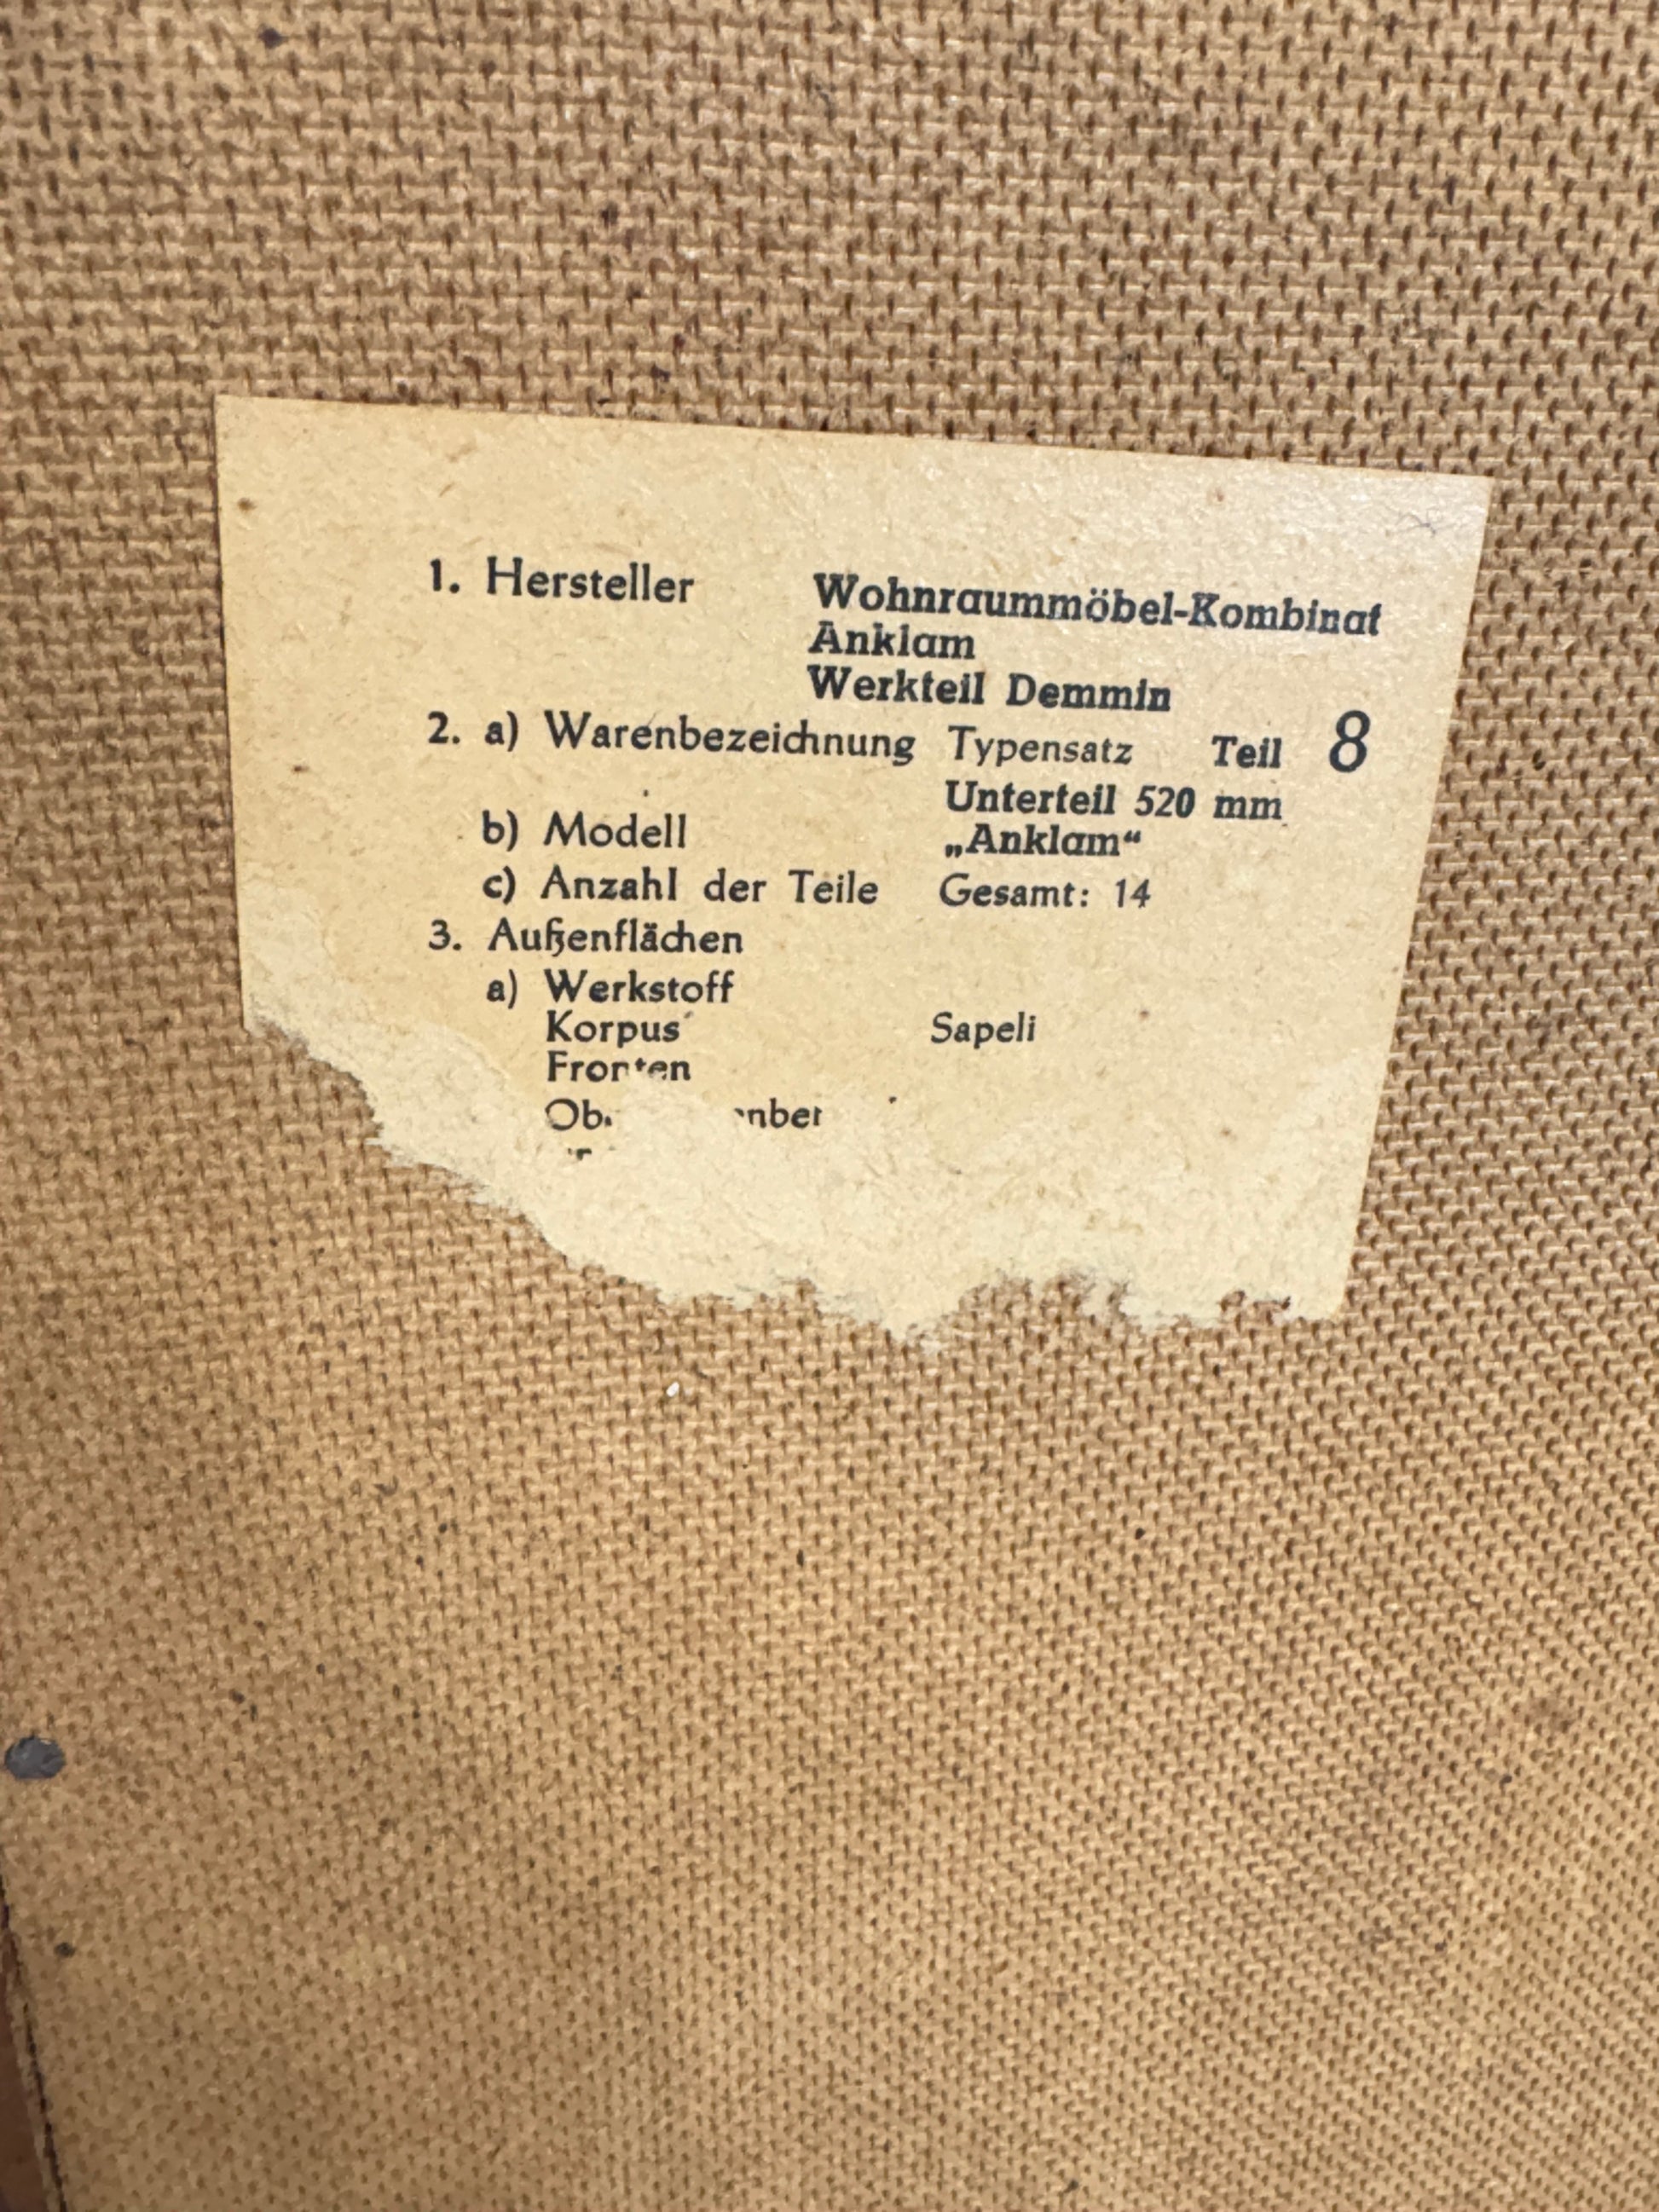 1. Hersteller Wohnraummöbel-Kombinat
Anklam
Werkteil Demmin
2. a) Warenbezeichnung Typensatz Teil 8
Unterteil 520 mm
b) Modell „Anklam“
c) Anzahl der Teile Gesamt: 14
3. Außenflächen
a) Werkstoff
Korpus Sapeli
Fronten